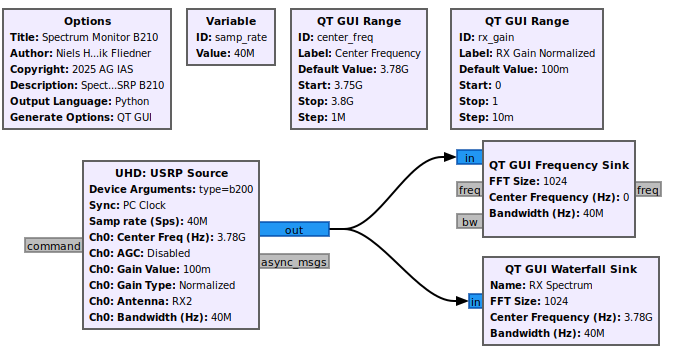 Options
Title: Spectrum Monitor B210
Author: Niels H...ik Fliedner
Copyright: 2025 AG IAS
Description: Spect...SRP B210
Output Language: Python
Generate Options: QT GUI
Variable
ID: samp_rate
Value: 40M
QT GUI Range
ID: center_freq
Label: Center Frequency
Default Value: 3.78G
Start: 3.75G
Stop: 3.8G
Step: 1M
QT GUI Range
ID: rx_gain
Label: RX Gain Normalized
Default Value: 100m
Start: 0
Stop: 1
Step: 10m
UHD: USRP Source
Device Arguments: type=b200
Sync: PC Clock
Samp rate (Sps): 40M
Ch0: Center Freq (Hz): 3.78G
Ch0: AGC: Disabled
Ch0: Gain Value: 100m
Ch0: Gain Type: Normalized
Ch0: Antenna: RX2
Ch0: Bandwidth (Hz): 40M
command
out
async_msgs
in
freq
bw
QT GUI Frequency Sink
FFT Size: 1024
Center Frequency (Hz): 0
Bandwidth (Hz): 40M
freq
in
QT GUI Waterfall Sink
Name: RX Spectrum
FFT Size: 1024
Center Frequency (Hz): 3.78G
Bandwidth (Hz): 40M